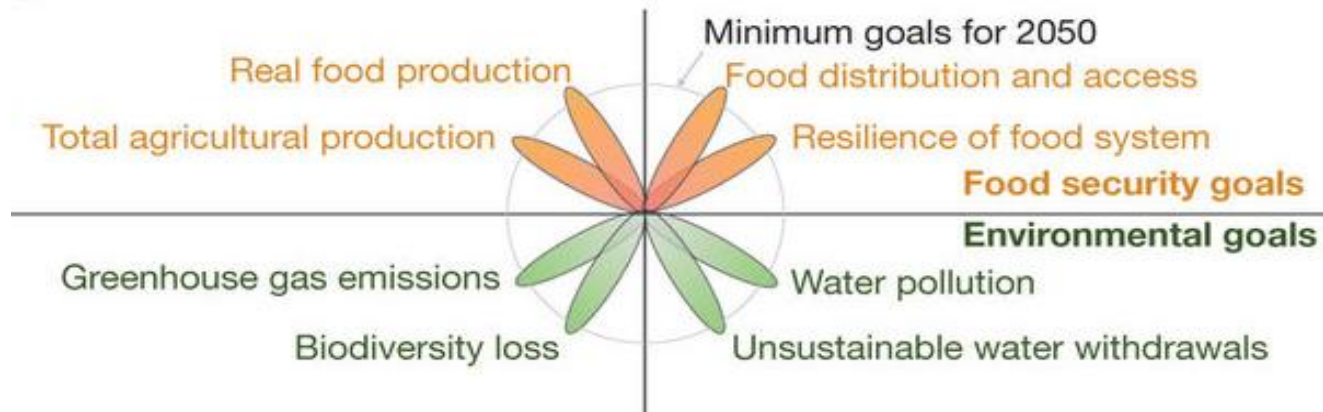 Minimum goals for 2050
Real food production
Food distribution and access
Total agricultural production
Resilience of food system
Food security goals
Environmental goals
Greenhouse gas emissions
Water pollution
Biodiversity loss
Unsustainable water withdrawals